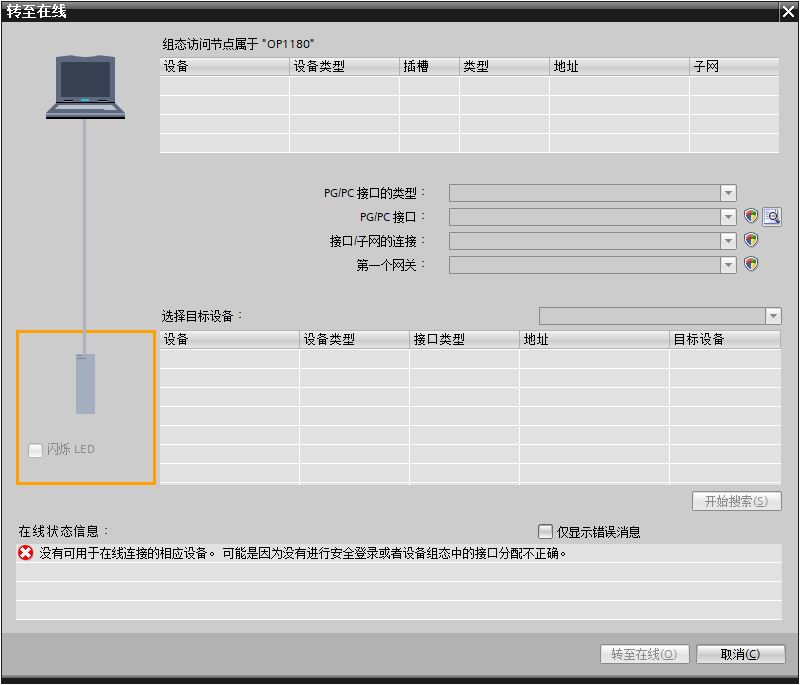 转至在线
组态访问节点属于 "OP1180"
设备 设备类型 插槽 类型 地址 子网
PG/PC 接口的类型：
PG/PC 接口：
接口/子网的连接：
第一个网关：
选择目标设备：
设备 设备类型 接口类型 地址 目标设备
闪烁 LED
开始搜索(S)
在线状态信息：
仅显示错误消息
没有可用于在线连接的相应设备。 可能是因为没有进行安全登录或者设备组态中的接口分配不正确。
转至在线(O) 取消(C)